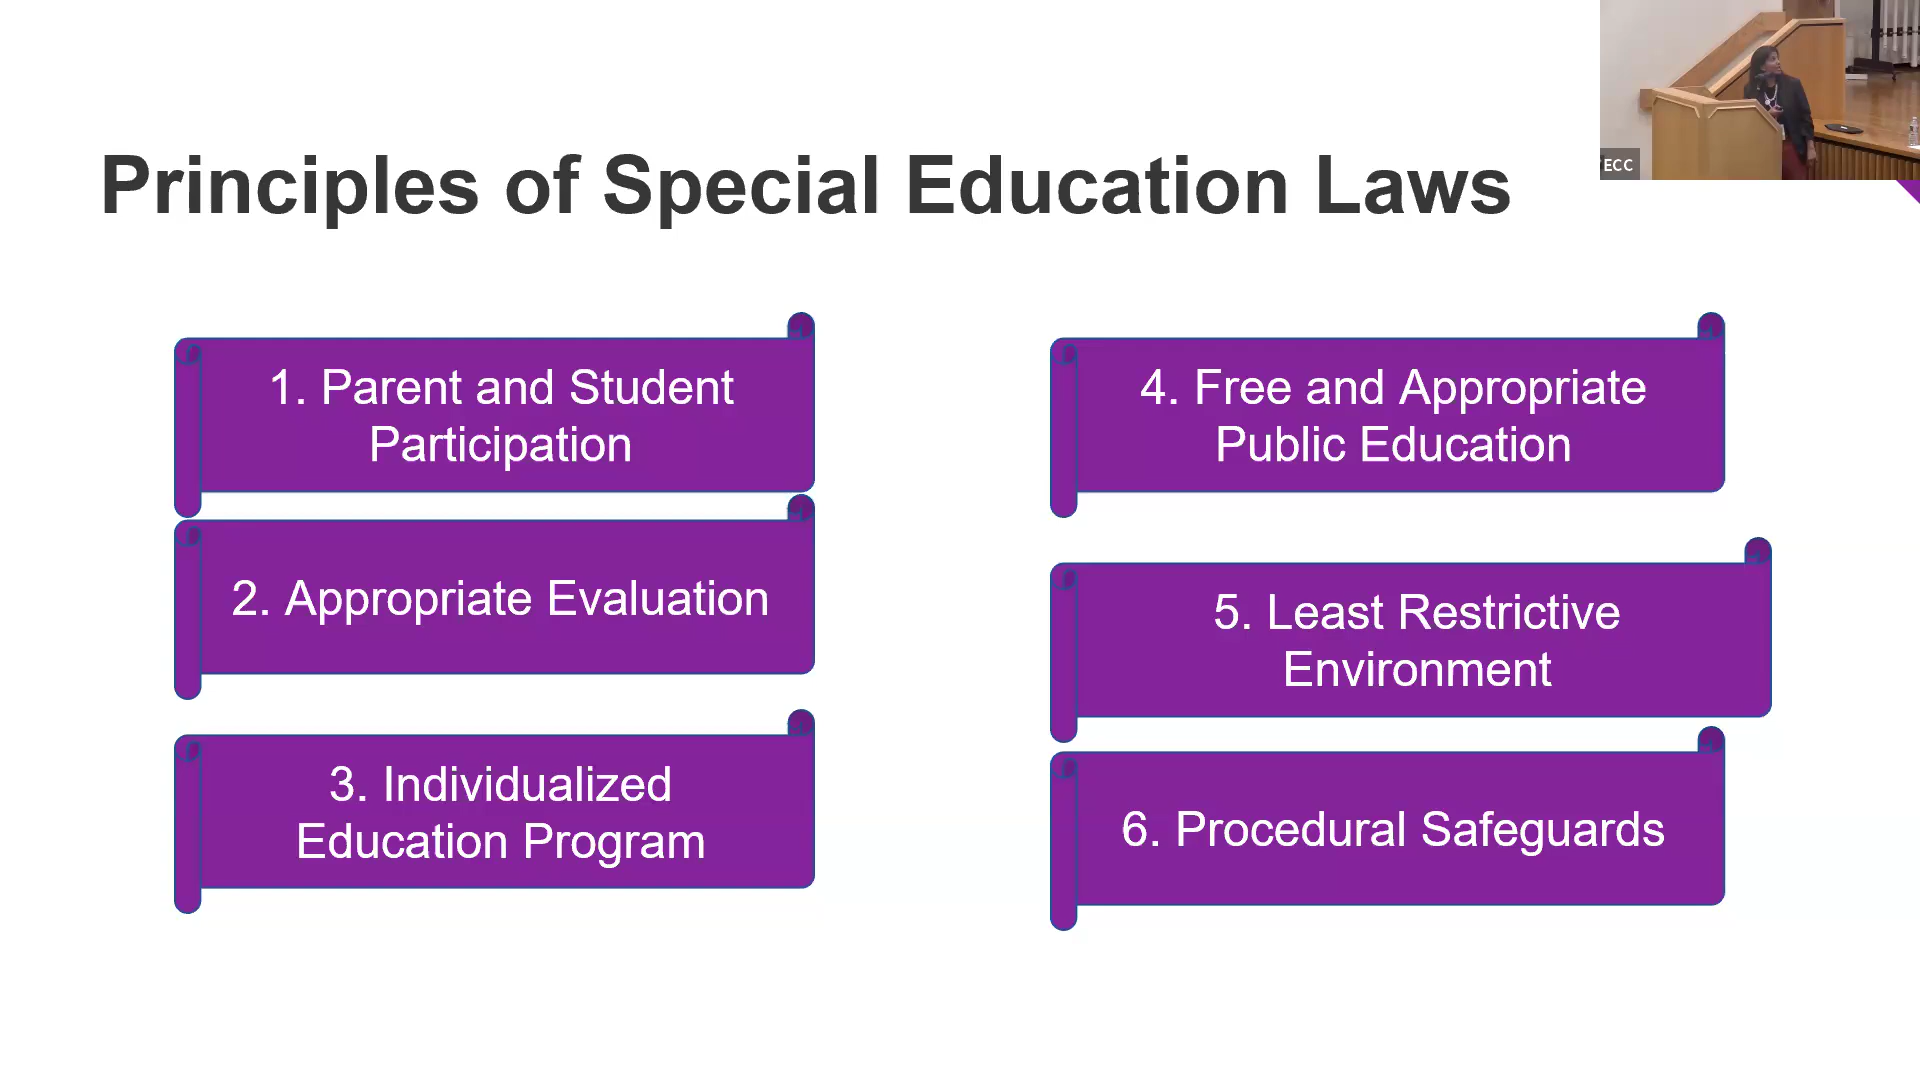 Principles of Special Education Laws
1. Parent and Student
Participation
2. Appropriate Evaluation
3. Individualized
Education Program
4. Free and Appropriate
Public Education
5. Least Restrictive
Environment
6. Procedural Safeguards
ECC